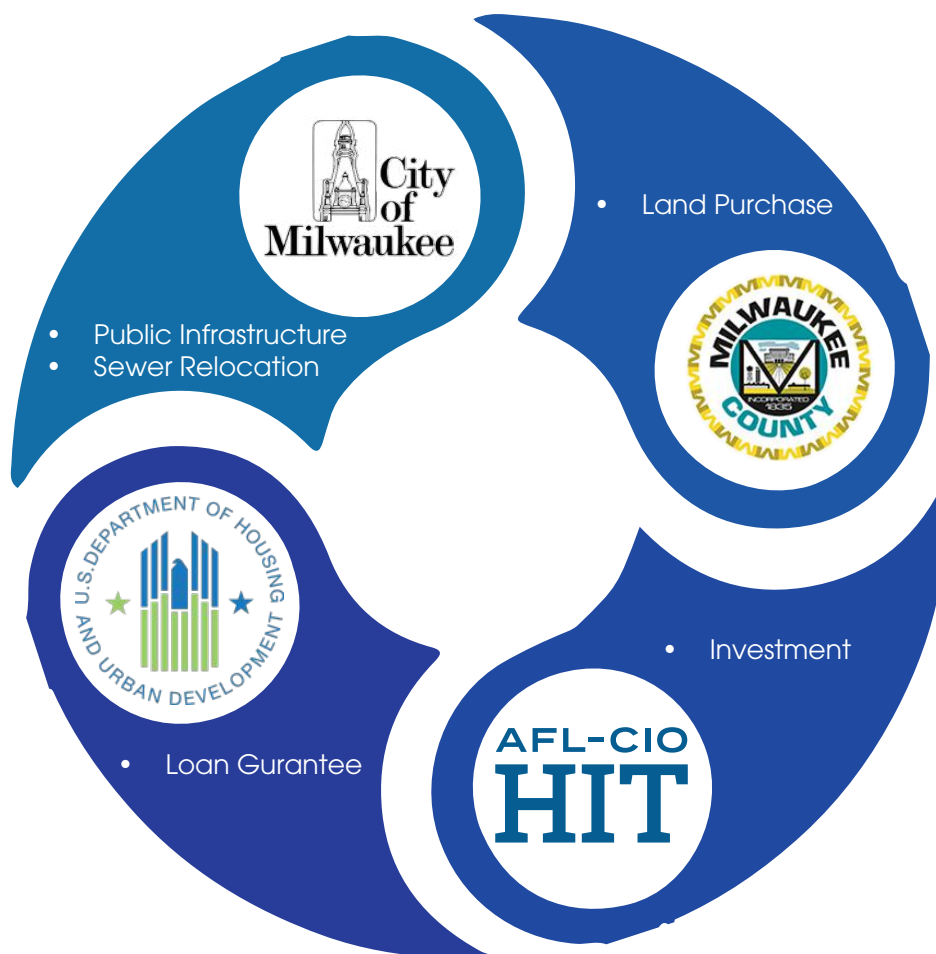 City
of
Milwaukee
• Public Infrastructure
• Sewer Relocation
• Land Purchase
MILWAUKEE
INCORPORATED
1835
COUNTY
U.S. DEPARTMENT OF HOUSING
AND URBAN DEVELOPMENT
• Loan Gurantee
• Investment
AFL-CIO
HIT